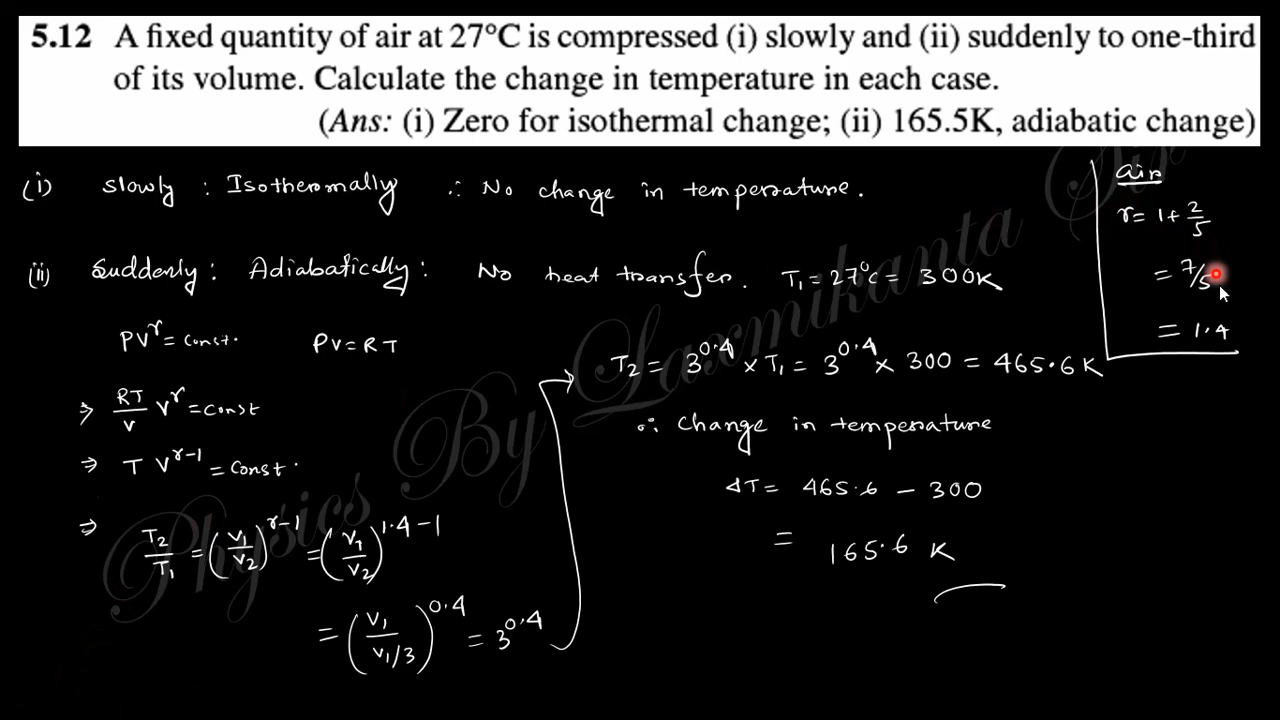 5.12 A fixed quantity of air at 27°C is compressed (i) slowly and (ii) suddenly to one-third
of its volume. Calculate the change in temperature in each case.
(Ans: (i) Zero for isothermal change; (ii) 165.5K, adiabatic change)
(i) Slowly : Isothermally ∴ No change in temperature.
(ii) Suddenly : Adiabatically : No heat transfer. T₁ = 27°C = 300K
PV^r = Const. PV = RT
⇒ RT/V V^r = Const
⇒ T V^(r-1) = Const.
⇒ T₂/T₁ = (V₁/V₂)^(r-1) = (V₁/V₂)^(1.4-1)
= (V₁/(V₁/3))^0.4 = 3^0.4
T₂ = 3^0.4 × T₁ = 3^0.4 × 300 = 465.6 K
∴ Change in temperature
ΔT = 465.6 - 300
= 165.6 K
air
r = 1 + 2/5
= 7/5
= 1.4
Physics By Laxmikanta Sir